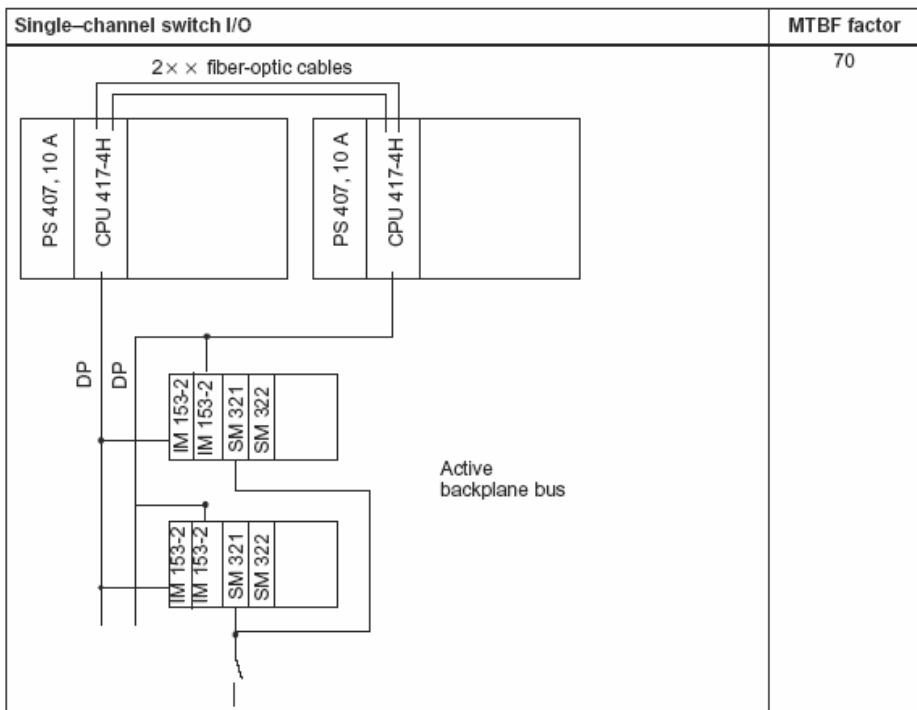 Single–channel switch I/O
MTBF factor
70
2× × fiber-optic cables
PS 407, 10 A
CPU 417-4H
PS 407, 10 A
CPU 417-4H
DP
DP
IM 153-2
IM 153-2
SM 321
SM 322
Active
backplane bus
IM 153-2
IM 153-2
SM 321
SM 322